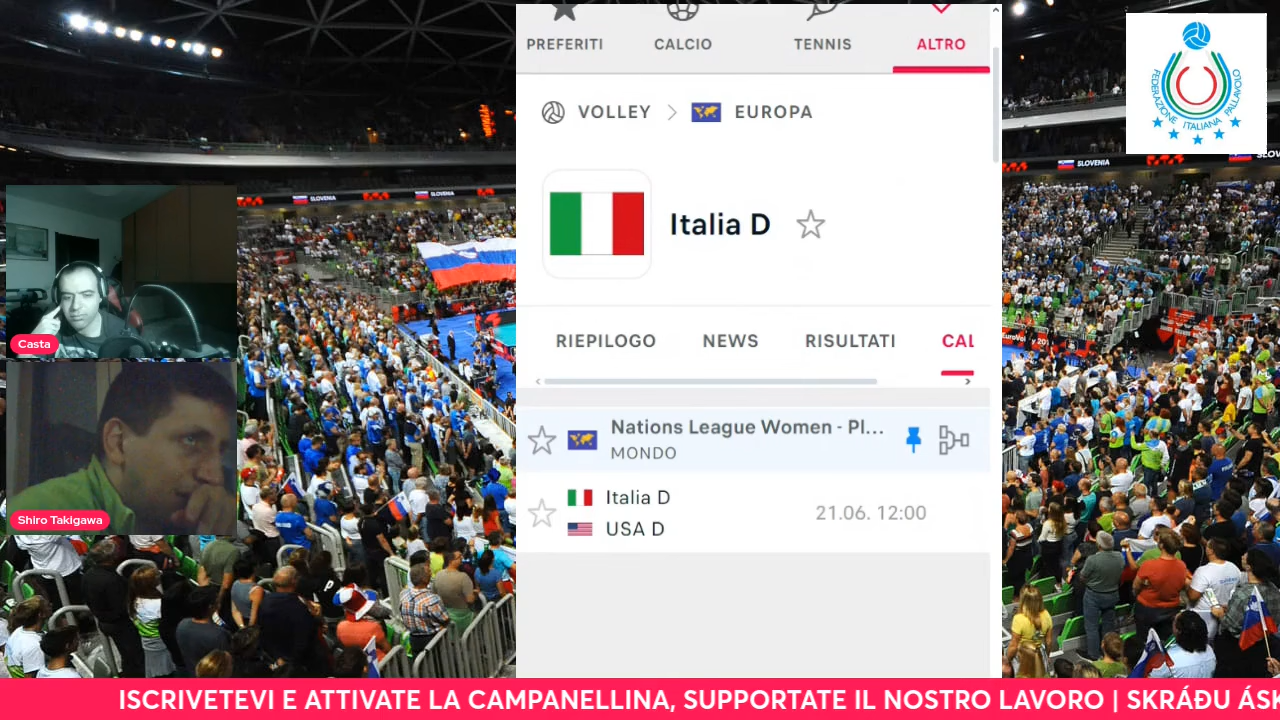 PREFERITI
CALCIO
TENNIS
ALTRO
VOLLEY
EUROPA
Italia D
RIEPILOGO
NEWS
RISULTATI
CAL
Nations League Women - Pl...
MONDO
Italia D
21.06. 12:00
USA D
Casta
Shiro Takigawa
FEDERAZIONE ITALIANA PALLAVOLO
SLOVENIA
SLOVENIA
SLOVENIA
ISCRIVETEVI E ATTIVATE LA CAMPANELLINA, SUPPORTATE IL NOSTRO LAVORO | SKRÁÐU ÁSK